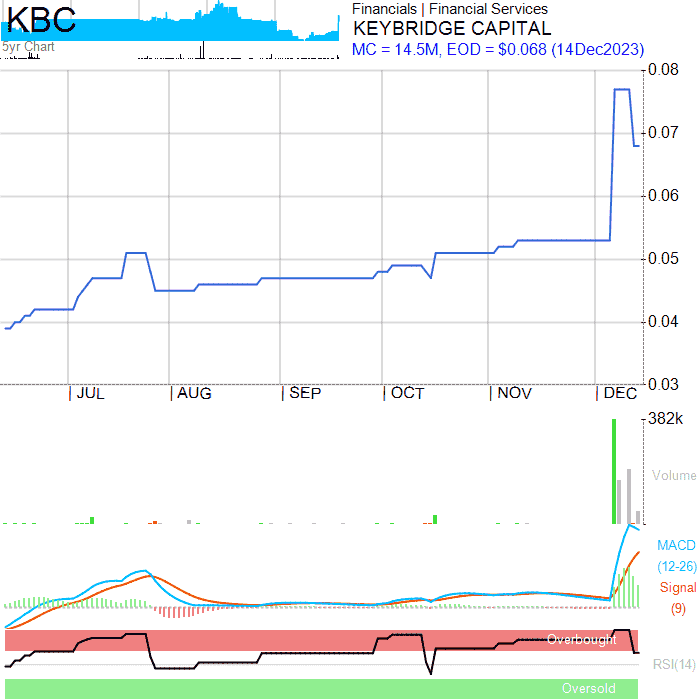 KBC
5yr Chart
Financials | Financial Services
KEYBRIDGE CAPITAL
MC = 14.5M, EOD = $0.068 (14Dec2023)
0.08
0.07
0.06
0.05
0.04
0.03
JUL AUG SEP OCT NOV DEC
382k
Volume
MACD
(12-26)
Signal
(9)
Overbought
RSI(14)
Oversold